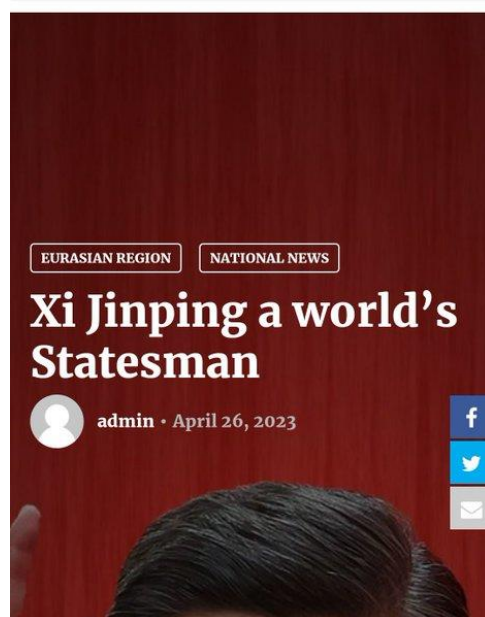 EURASIAN REGION
NATIONAL NEWS
Xi Jinping a world’s
Statesman
admin • April 26, 2023
f